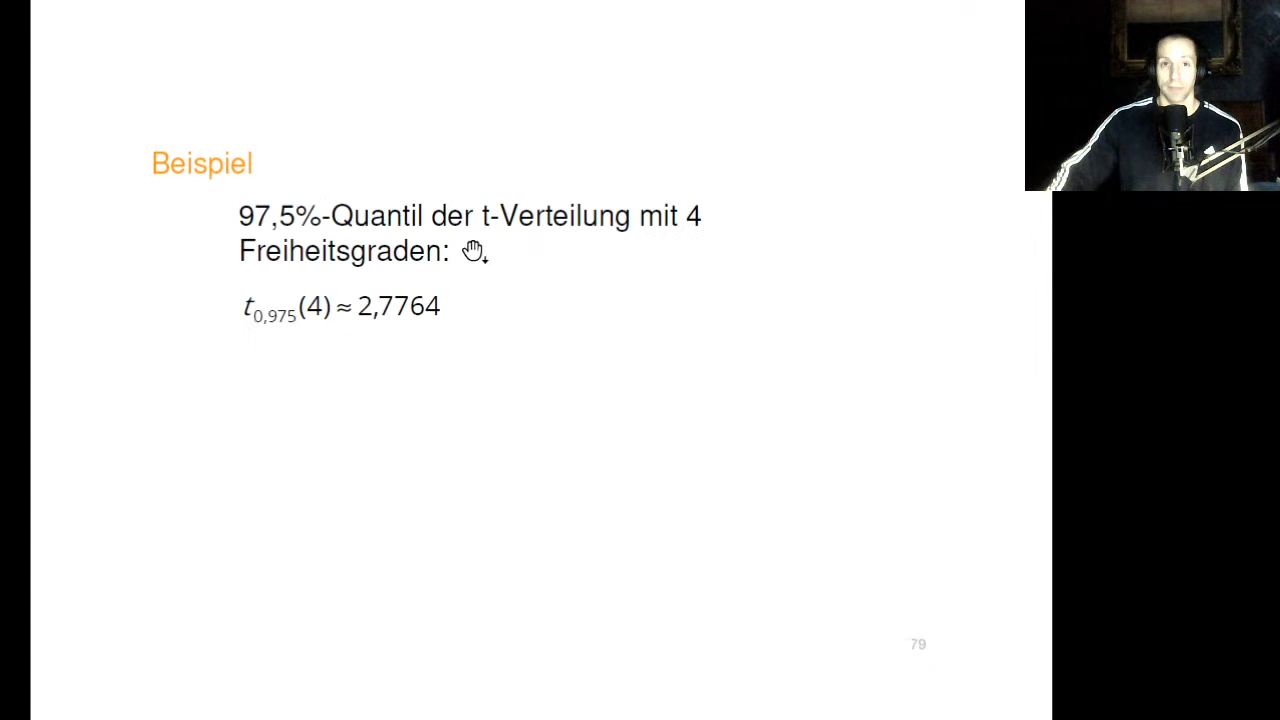 Beispiel
97,5%-Quantil der t-Verteilung mit 4
Freiheitsgraden:
t0,975(4) ≈ 2,7764
79